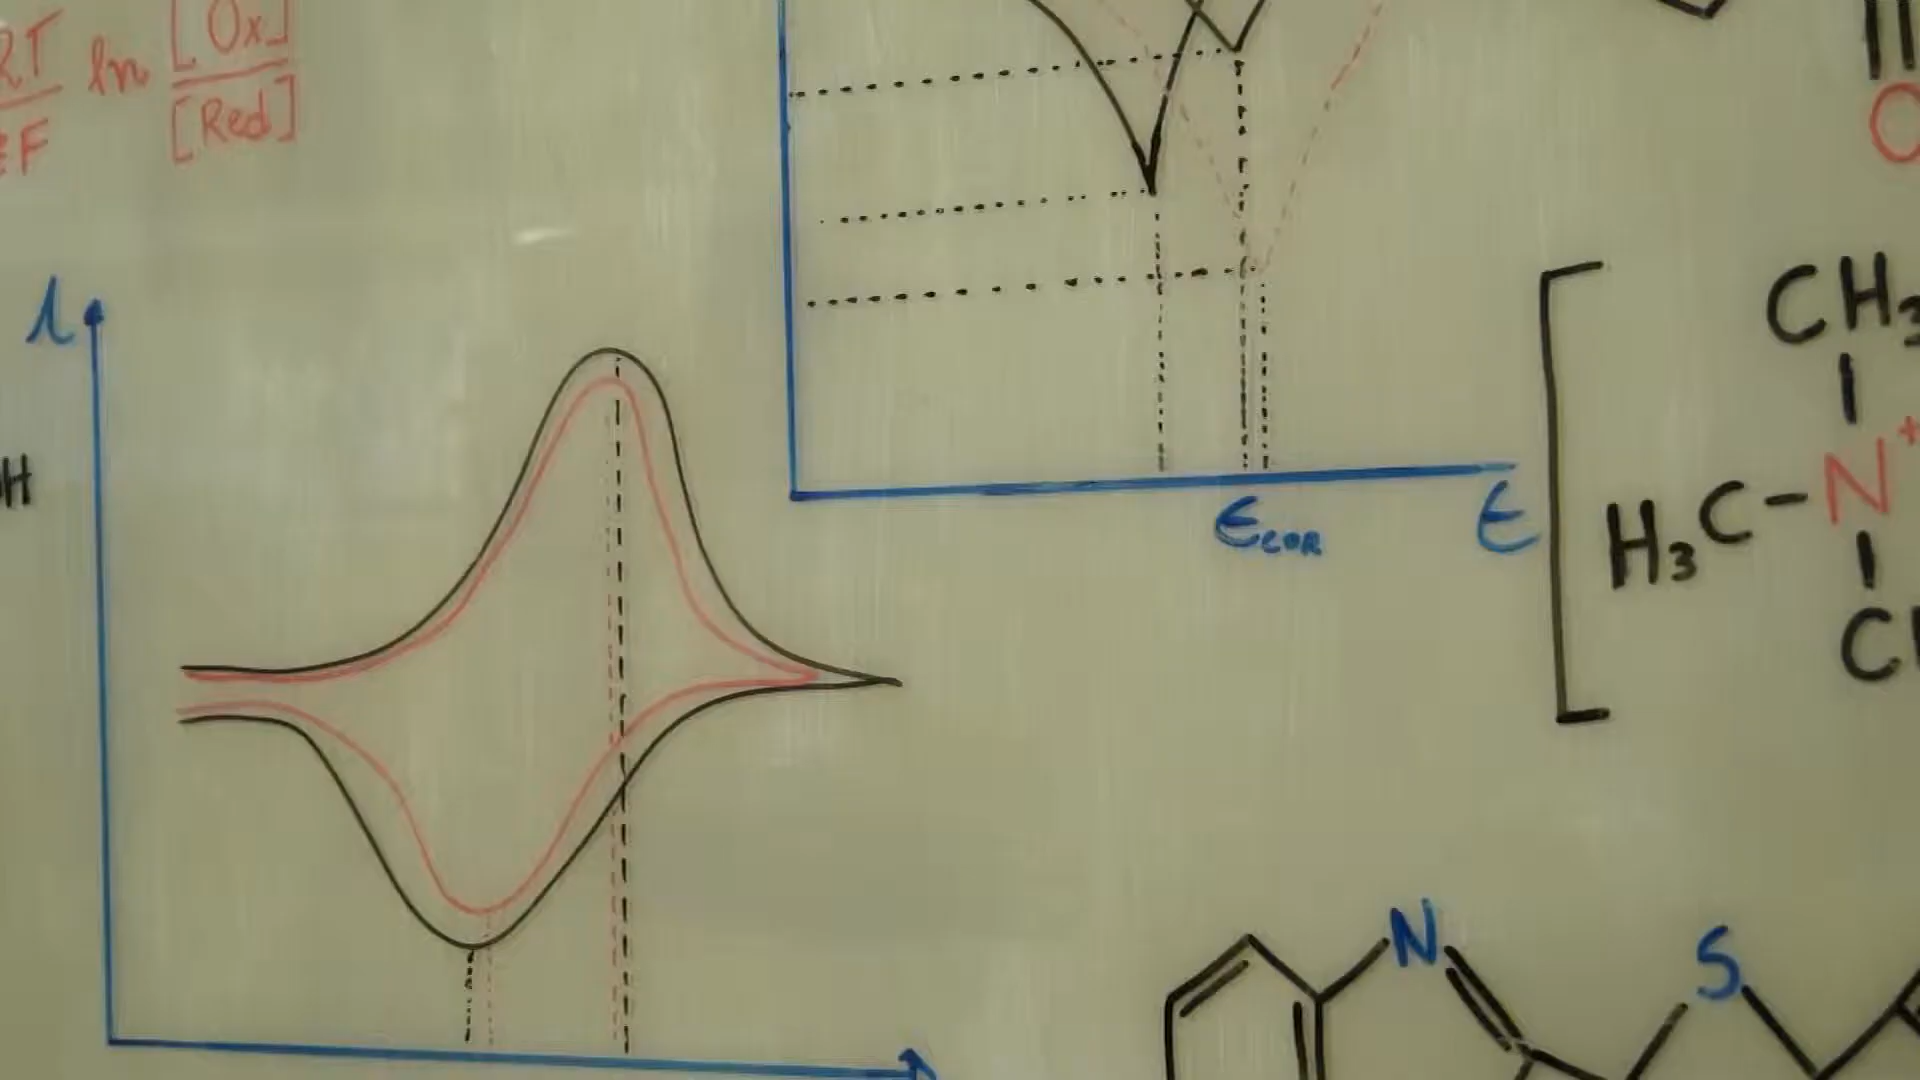 RT ln [Ox]
F [Red]
i
H
Ecor E
CH3
H3C-N+
C
O
N S